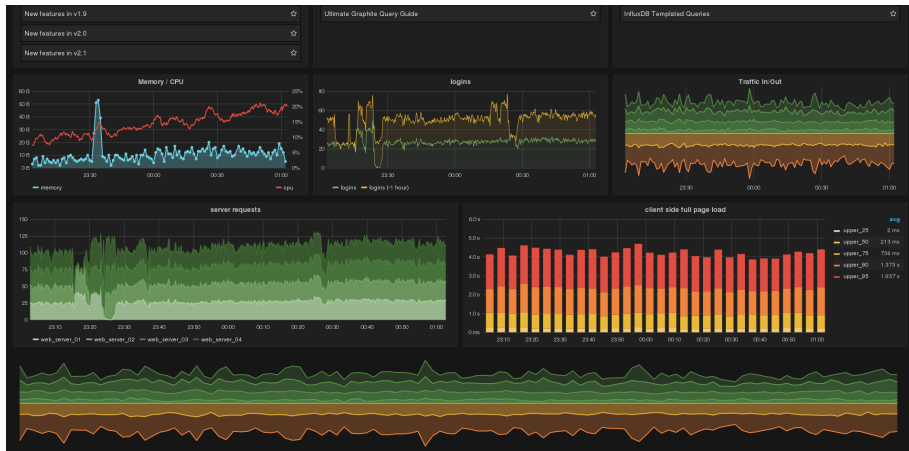 New features in v1.9
Ultimate Graphite Query Guide
InfluxDB Templated Queries
New features in v2.0
New features in v2.1
Memory / CPU
60 B
50 B
40 B
30 B
20 B
10 B
0 B
25%
20%
15%
10%
5%
0%
23:30
00:00
00:30
01:00
memory
cpu
logins
80
60
40
20
0
23:30
00:00
00:30
01:00
logins
logins (-1 hour)
Traffic In/Out
23:30
00:00
00:30
01:00
server requests
150
125
100
75
50
25
0
23:10
23:20
23:30
23:40
23:50
00:00
00:10
00:20
00:30
00:40
00:50
01:00
web_server_01
web_server_02
web_server_03
web_server_04
client side full page load
6.0 s
5.0 s
4.0 s
3.0 s
2.0 s
1.0 s
0 ms
23:10
23:20
23:30
23:40
23:50
00:00
00:10
00:20
00:30
00:40
00:50
01:00
avg
upper_25 2 ms
upper_50 213 ms
upper_75 736 ms
upper_90 1.373 s
upper_95 1.937 s